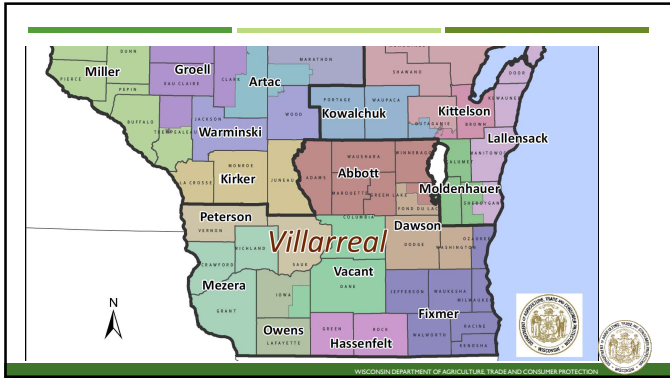 DUNN
MARATHON
SHAWANO
DOOR
Miller
Groell
PIERCE
EAU CLAIRE
CLARK
Artac
PEPIN
KEWAUNEE
PORTAGE
WAUPACA
Kittelson
WOOD
Kowalchuk
BUFFALO
JACKSON
OUTAGAMIE
BROWN
TREMPEALEAU
Warminski
Lallensack
WAUSHARA
WINNEBAGO
CALUMET
MANITOWOC
MONROE
Abbott
Kirker
JUNEAU
ADAMS
LA CROSSE
MARQUETTE
GREEN LAKE
Moldenhauer
SHEBOYGAN
FOND DU LAC
Peterson
COLUMBIA
Dawson
VERNON
Villarreal
OZAUKEE
RICHLAND
DODGE
WASHINGTON
SAUK
CRAWFORD
Vacant
Mezera
IOWA
DANE
JEFFERSON
WAUKESHA
MILWAUKEE
N
GRANT
Fixmer
Owens
GREEN
ROCK
RACINE
WALWORTH
LAFAYETTE
Hassenfelt
KENOSHA
WISCONSIN DEPARTMENT OF AGRICULTURE, TRADE AND CONSUMER PROTECTION